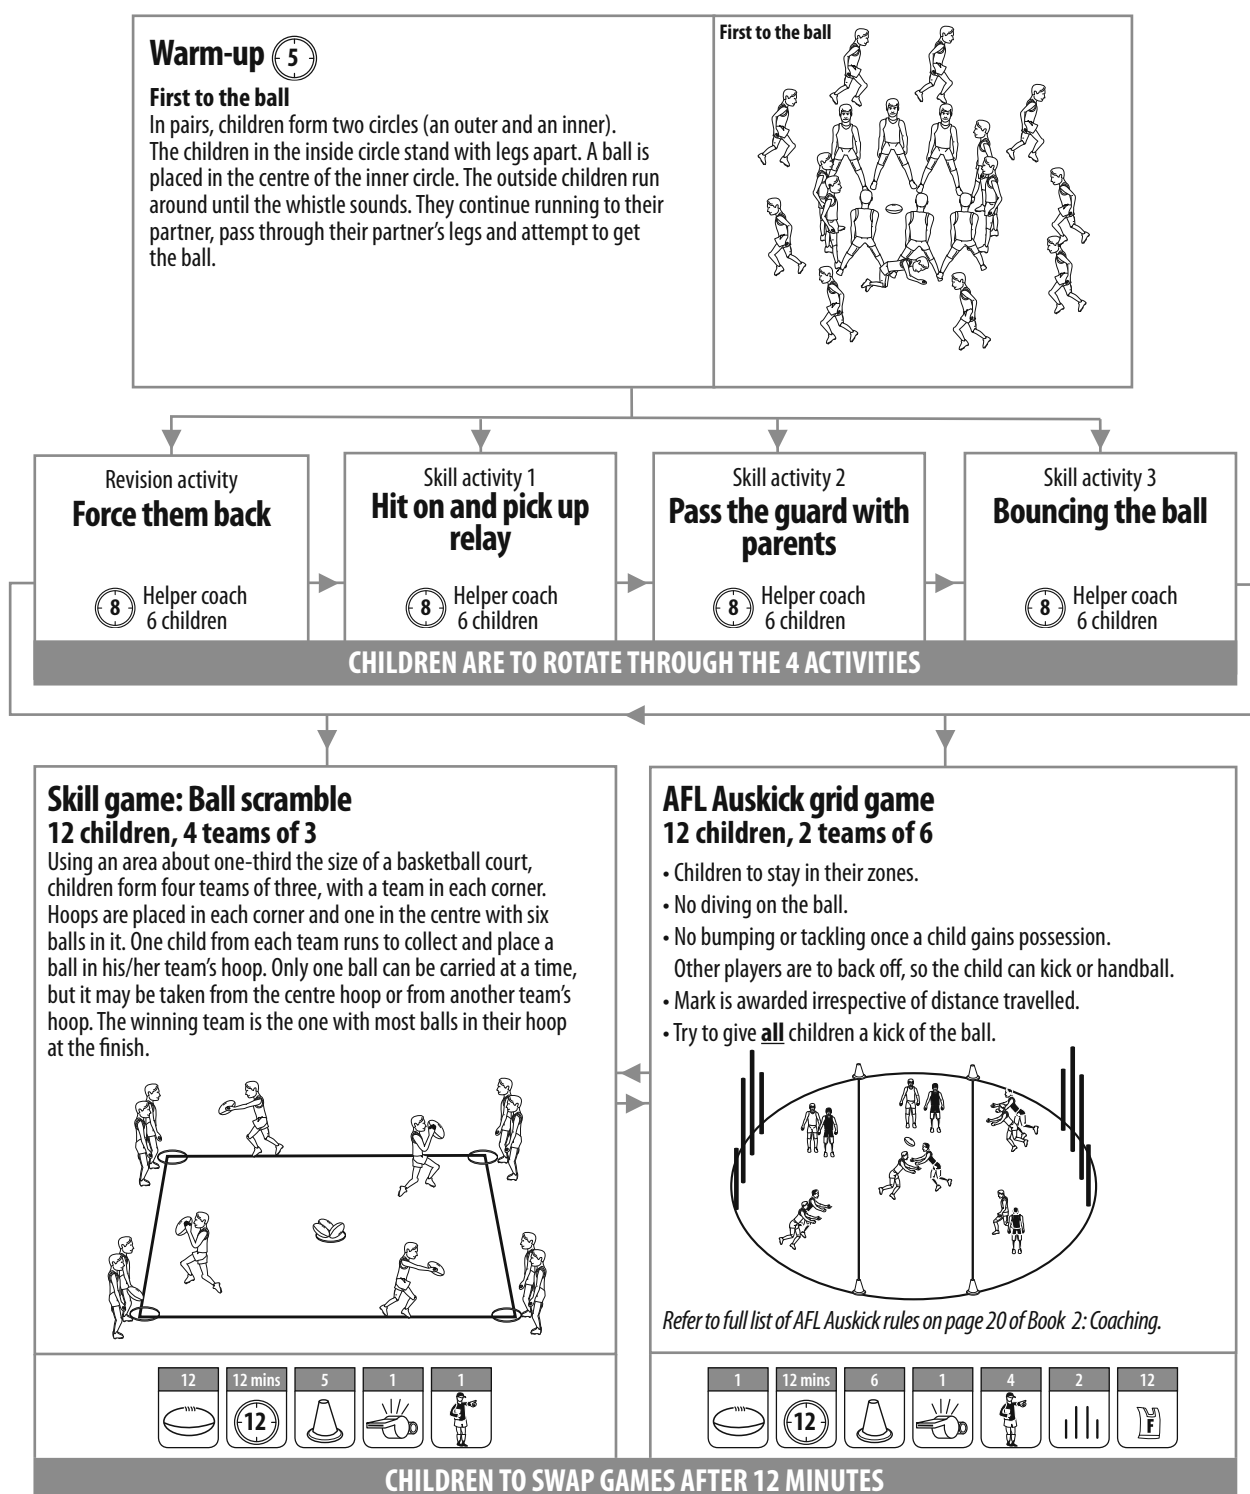 Warm-up 5
First to the ball
In pairs, children form two circles (an outer and an inner).
The children in the inside circle stand with legs apart. A ball is
placed in the centre of the inner circle. The outside children run
around until the whistle sounds. They continue running to their
partner, pass through their partner's legs and attempt to get
the ball.
First to the ball
Revision activity
Force them back
8 Helper coach
6 children
Skill activity 1
Hit on and pick up
relay
8 Helper coach
6 children
Skill activity 2
Pass the guard with
parents
8 Helper coach
6 children
Skill activity 3
Bouncing the ball
8 Helper coach
6 children
CHILDREN ARE TO ROTATE THROUGH THE 4 ACTIVITIES
Skill game: Ball scramble
12 children, 4 teams of 3
Using an area about one-third the size of a basketball court,
children form four teams of three, with a team in each corner.
Hoops are placed in each corner and one in the centre with six
balls in it. One child from each team runs to collect and place a
ball in his/her team's hoop. Only one ball can be carried at a time,
but it may be taken from the centre hoop or from another team's
hoop. The winning team is the one with most balls in their hoop
at the finish.
12 12 mins 5 1 1
12
AFL Auskick grid game
12 children, 2 teams of 6
• Children to stay in their zones.
• No diving on the ball.
• No bumping or tackling once a child gains possession.
Other players are to back off, so the child can kick or handball.
• Mark is awarded irrespective of distance travelled.
• Try to give all children a kick of the ball.
Refer to full list of AFL Auskick rules on page 20 of Book 2: Coaching.
1 12 mins 6 1 4 2 12
12 F
CHILDREN TO SWAP GAMES AFTER 12 MINUTES